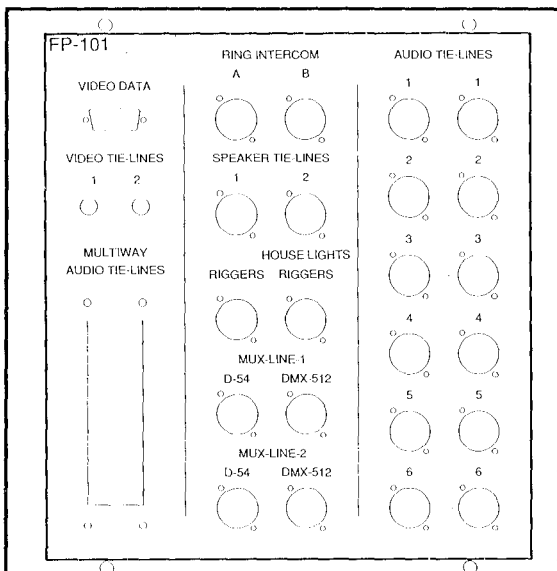 FP-101
VIDEO DATA
VIDEO TIE-LINES
1 2
MULTIWAY
AUDIO TIE-LINES
RING INTERCOM
A B
SPEAKER TIE-LINES
1 2
HOUSE LIGHTS
RIGGERS RIGGERS
MUX-LINE-1
D-54 DMX-512
MUX-LINE-2
D-54 DMX-512
AUDIO TIE-LINES
1 1
2 2
3 3
4 4
5 5
6 6